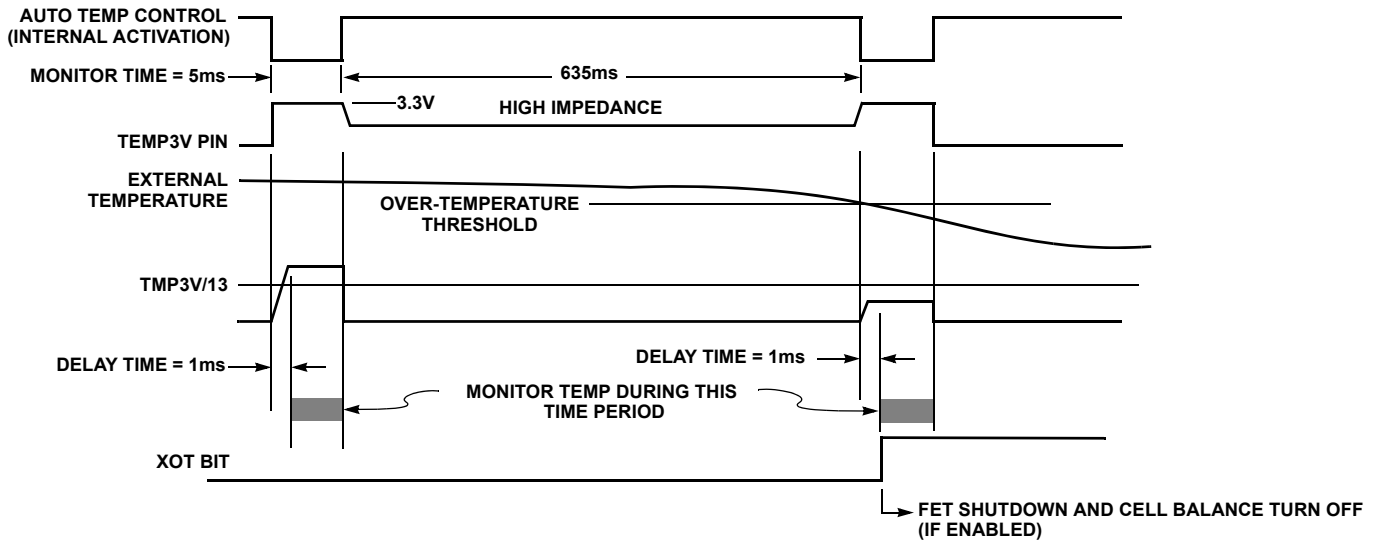 AUTO TEMP CONTROL
(INTERNAL ACTIVATION)
MONITOR TIME = 5ms
635ms
3.3V
HIGH IMPEDANCE
TEMP3V PIN
EXTERNAL
TEMPERATURE
OVER-TEMPERATURE
THRESHOLD
TMP3V/13
DELAY TIME = 1ms
DELAY TIME = 1ms
MONITOR TEMP DURING THIS
TIME PERIOD
XOT BIT
FET SHUTDOWN AND CELL BALANCE TURN OFF
(IF ENABLED)